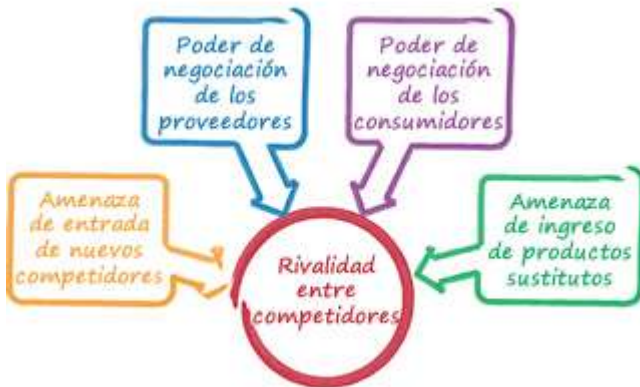 Poder de
negociación
de los
proveedores
Poder de
negociación
de los
consumidores
Amenaza
de entrada
de nuevos
competidores
Rivalidad
entre
competidores
Amenaza
de ingreso
de productos
sustitutos